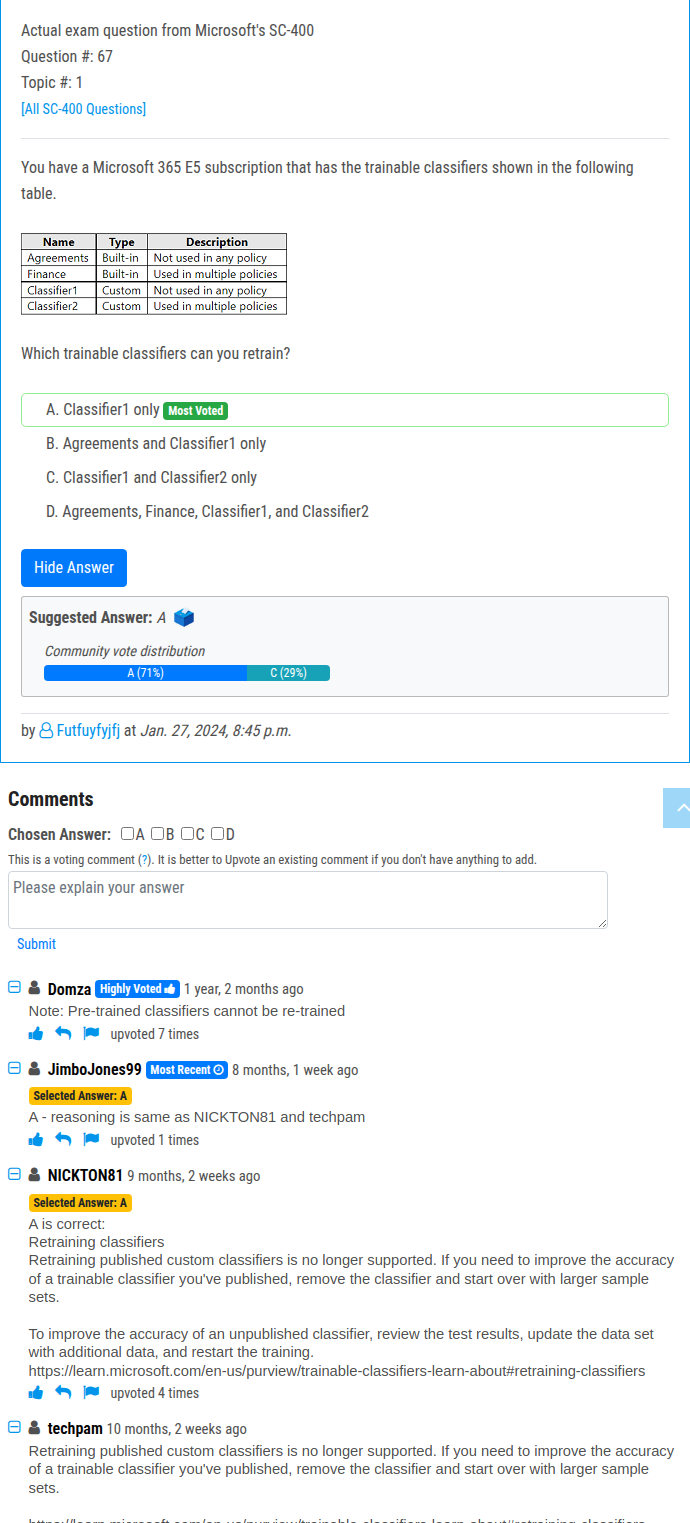 Actual exam question from Microsoft's SC-400
Question #: 67
Topic #: 1
[All SC-400 Questions]
You have a Microsoft 365 E5 subscription that has the trainable classifiers shown in the following
table.
Name Type Description
Agreements Built-in Not used in any policy
Finance Built-in Used in multiple policies
Classifier1 Custom Not used in any policy
Classifier2 Custom Used in multiple policies
Which trainable classifiers can you retrain?
A. Classifier1 only Most Voted
B. Agreements and Classifier1 only
C. Classifier1 and Classifier2 only
D. Agreements, Finance, Classifier1, and Classifier2
Hide Answer
Suggested Answer: A
Community vote distribution
A (71%) C (29%)
by Futfuyfyjfj at Jan. 27, 2024, 8:45 p.m.
Comments
Chosen Answer: A B C D
This is a voting comment (?). It is better to Upvote an existing comment if you don't have anything to add.
Please explain your answer
Submit
Domza Highly Voted 1 year, 2 months ago
Note: Pre-trained classifiers cannot be re-trained
upvoted 7 times
JimboJones99 Most Recent 8 months, 1 week ago
Selected Answer: A
A - reasoning is same as NICKTON81 and techpam
upvoted 1 times
NICKTON81 9 months, 2 weeks ago
Selected Answer: A
A is correct:
Retraining classifiers
Retraining published custom classifiers is no longer supported. If you need to improve the accuracy
of a trainable classifier you've published, remove the classifier and start over with larger sample
sets.
To improve the accuracy of an unpublished classifier, review the test results, update the data set
with additional data, and restart the training.
https://learn.microsoft.com/en-us/purview/trainable-classifiers-learn-about#retraining-classifiers
upvoted 4 times
techpam 10 months, 2 weeks ago
Retraining published custom classifiers is no longer supported. If you need to improve the accuracy
of a trainable classifier you've published, remove the classifier and start over with larger sample
sets.